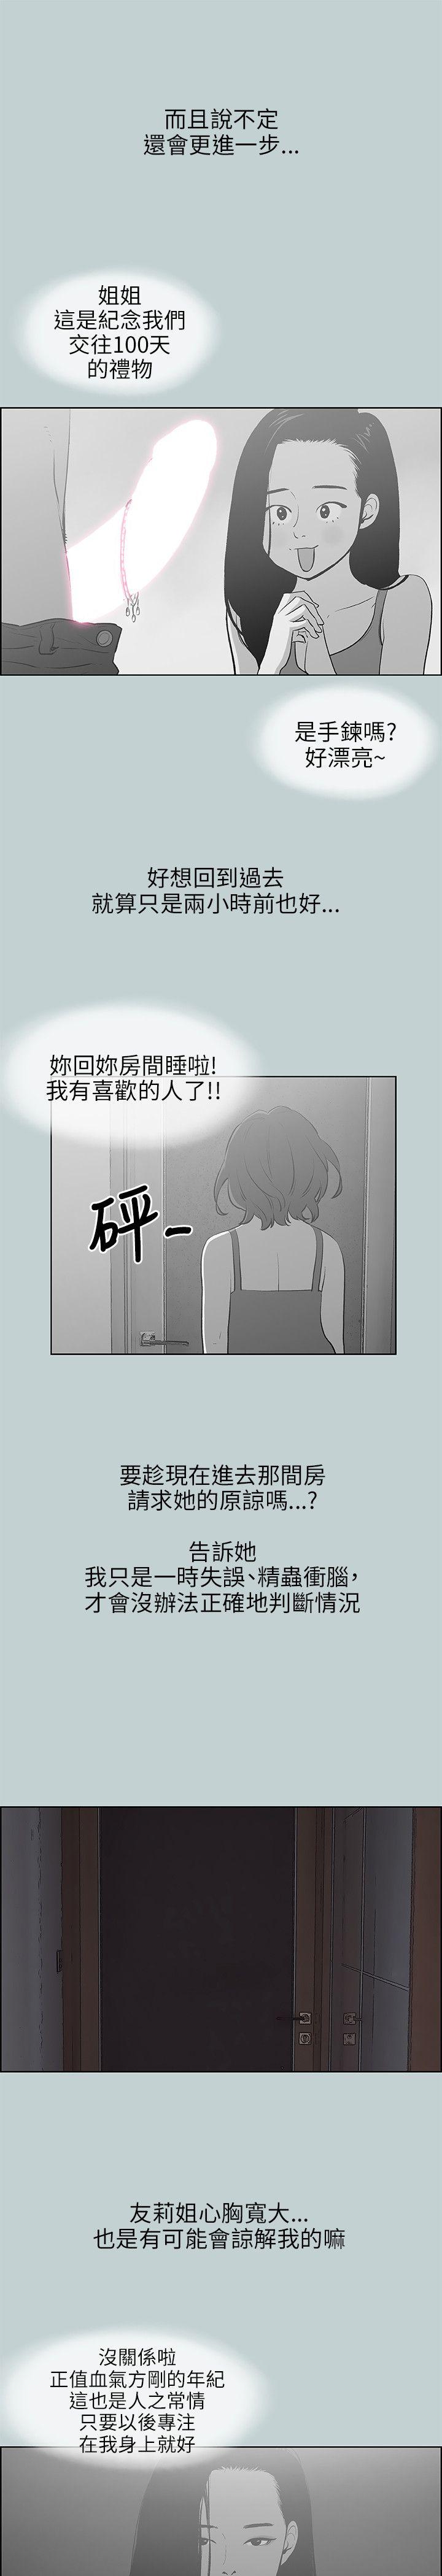 而且說不定
還會更進一步...
姐姐
這是紀念我們
交往100天
的禮物
是手鍊嗎?
好漂亮~
好想回到過去
就算只是兩小時前也好...
妳回妳房間睡啦!
我有喜歡的人了!!
砰-
要趁現在進去那間房
請求她的原諒嗎...?
告訴她
我只是一時失誤、精蟲衝腦，
才會沒辦法正確地判斷情況
友莉姐心胸寬大...
也是有可能會諒解我的嘛
沒關係啦
正值血氣方剛的年紀
這也是人之常情
只要以後專注
在我身上就好